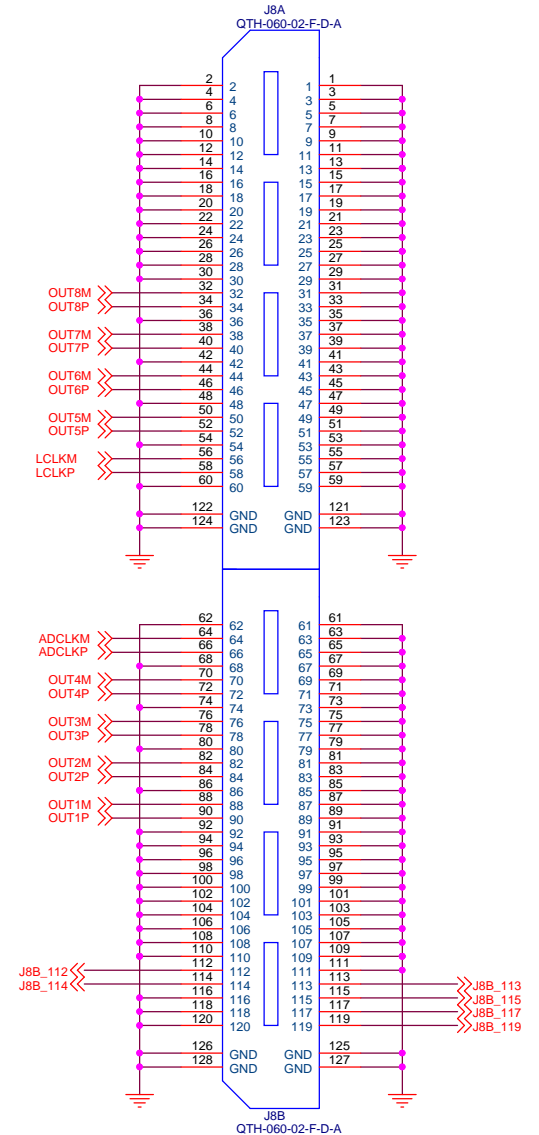 J8A
QTH-060-02-F-D-A
2 2 1 1
4 4 3 3
6 6 5 5
8 8 7 7
10 10 9 9
12 12 11 11
14 14 13 13
16 16 15 15
18 18 17 17
20 20 19 19
22 22 21 21
24 24 23 23
26 26 25 25
28 28 27 27
30 30 29 29
OUT8M 32 32 31 31
OUT8P 34 34 33 33
36 36 35 35
OUT7M 38 38 37 37
OUT7P 40 40 39 39
42 42 41 41
OUT6M 44 44 43 43
OUT6P 46 46 45 45
48 48 47 47
OUT5M 50 50 49 49
OUT5P 52 52 51 51
54 54 53 53
LCLKM 56 56 55 55
LCLKP 58 58 57 57
60 60 59 59
122 GND GND 121
124 GND GND 123
62 62 61 61
ADCLKM 64 64 63 63
ADCLKP 66 66 65 65
68 68 67 67
OUT4M 70 70 69 69
OUT4P 72 72 71 71
74 74 73 73
OUT3M 76 76 75 75
OUT3P 78 78 77 77
80 80 79 79
OUT2M 82 82 81 81
OUT2P 84 84 83 83
86 86 85 85
OUT1M 88 88 87 87
OUT1P 90 90 89 89
92 92 91 91
94 94 93 93
96 96 95 95
98 98 97 97
100 100 99 99
102 102 101 101
104 104 103 103
106 106 105 105
108 108 107 107
110 110 109 109
J8B_112 112 112 111 111
J8B_114 114 114 113 113 J8B_113
116 116 115 115 J8B_115
118 118 117 117 J8B_117
120 120 119 119 J8B_119
126 GND GND 125
128 GND GND 127
J8B
QTH-060-02-F-D-A